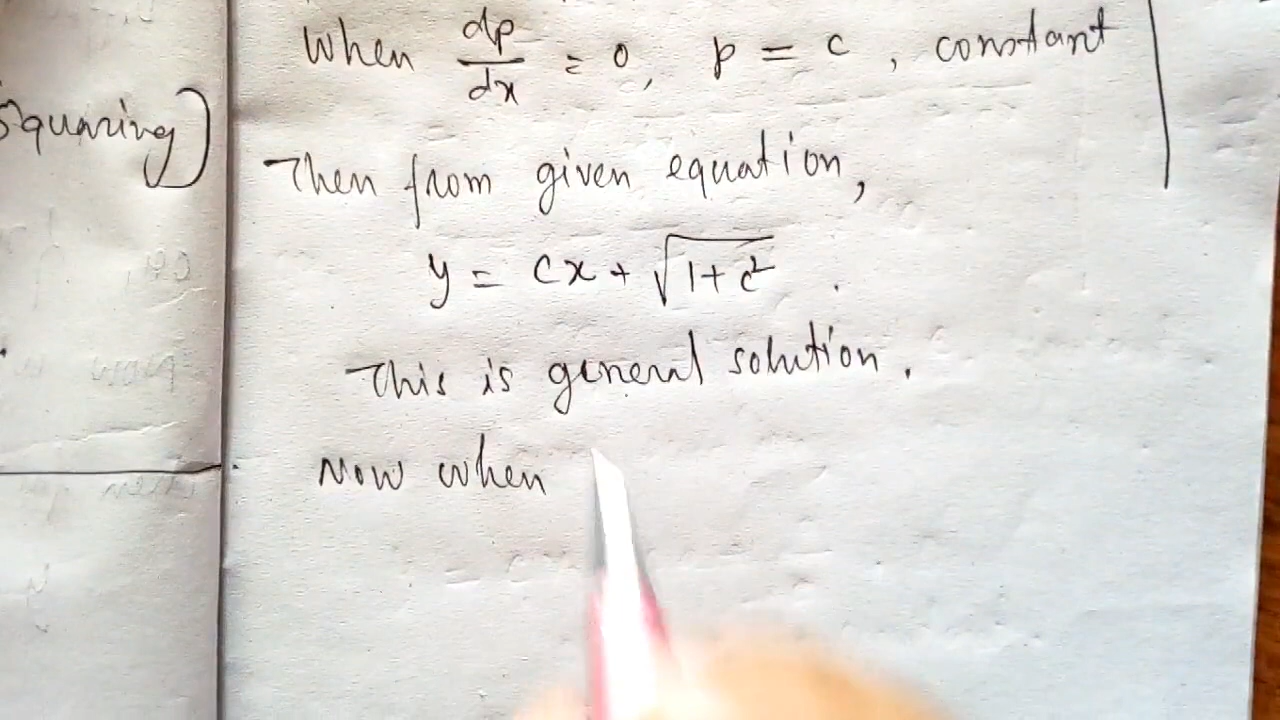 Squaring)
When dp/dx = 0, p = c, constant
Then from given equation,
y = cx + √(1+c²).
This is general solution.
Now when